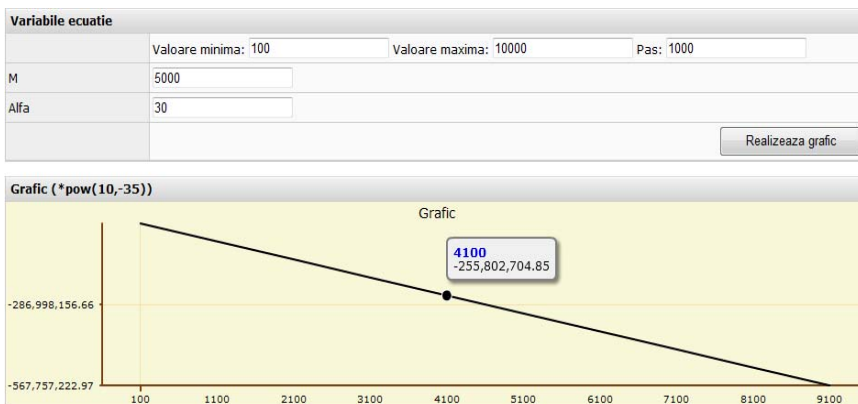 Variabile ecuatie
Valoare minima: 100 Valoare maxima: 10000 Pas: 1000
M 5000
Alfa 30
Realizeaza grafic
Grafic (*pow(10,-35))
Grafic
4100
-255,802,704.85
-286,998,156.66
-567,757,222.97
100 1100 2100 3100 4100 5100 6100 7100 8100 9100